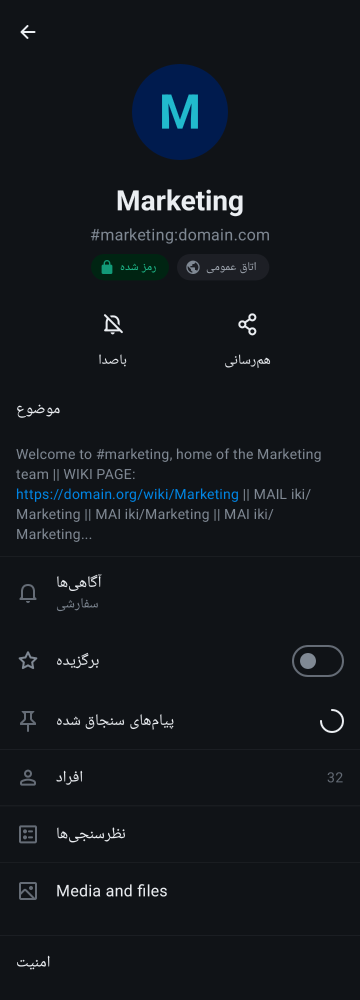 M
Marketing
#marketing:domain.com
رمز شده
اتاق عمومی
باصدا
هم‌رسانی
موضوع
Welcome to #marketing, home of the Marketing
team || WIKI PAGE:
https://domain.org/wiki/Marketing || MAIL iki/
Marketing || MAI iki/Marketing || MAI iki/
Marketing...
آگاهی‌ها
سفارشی
برگزیده
پیام‌های سنجاق شده
افراد 32
نظرسنجی‌ها
Media and files
امنیت